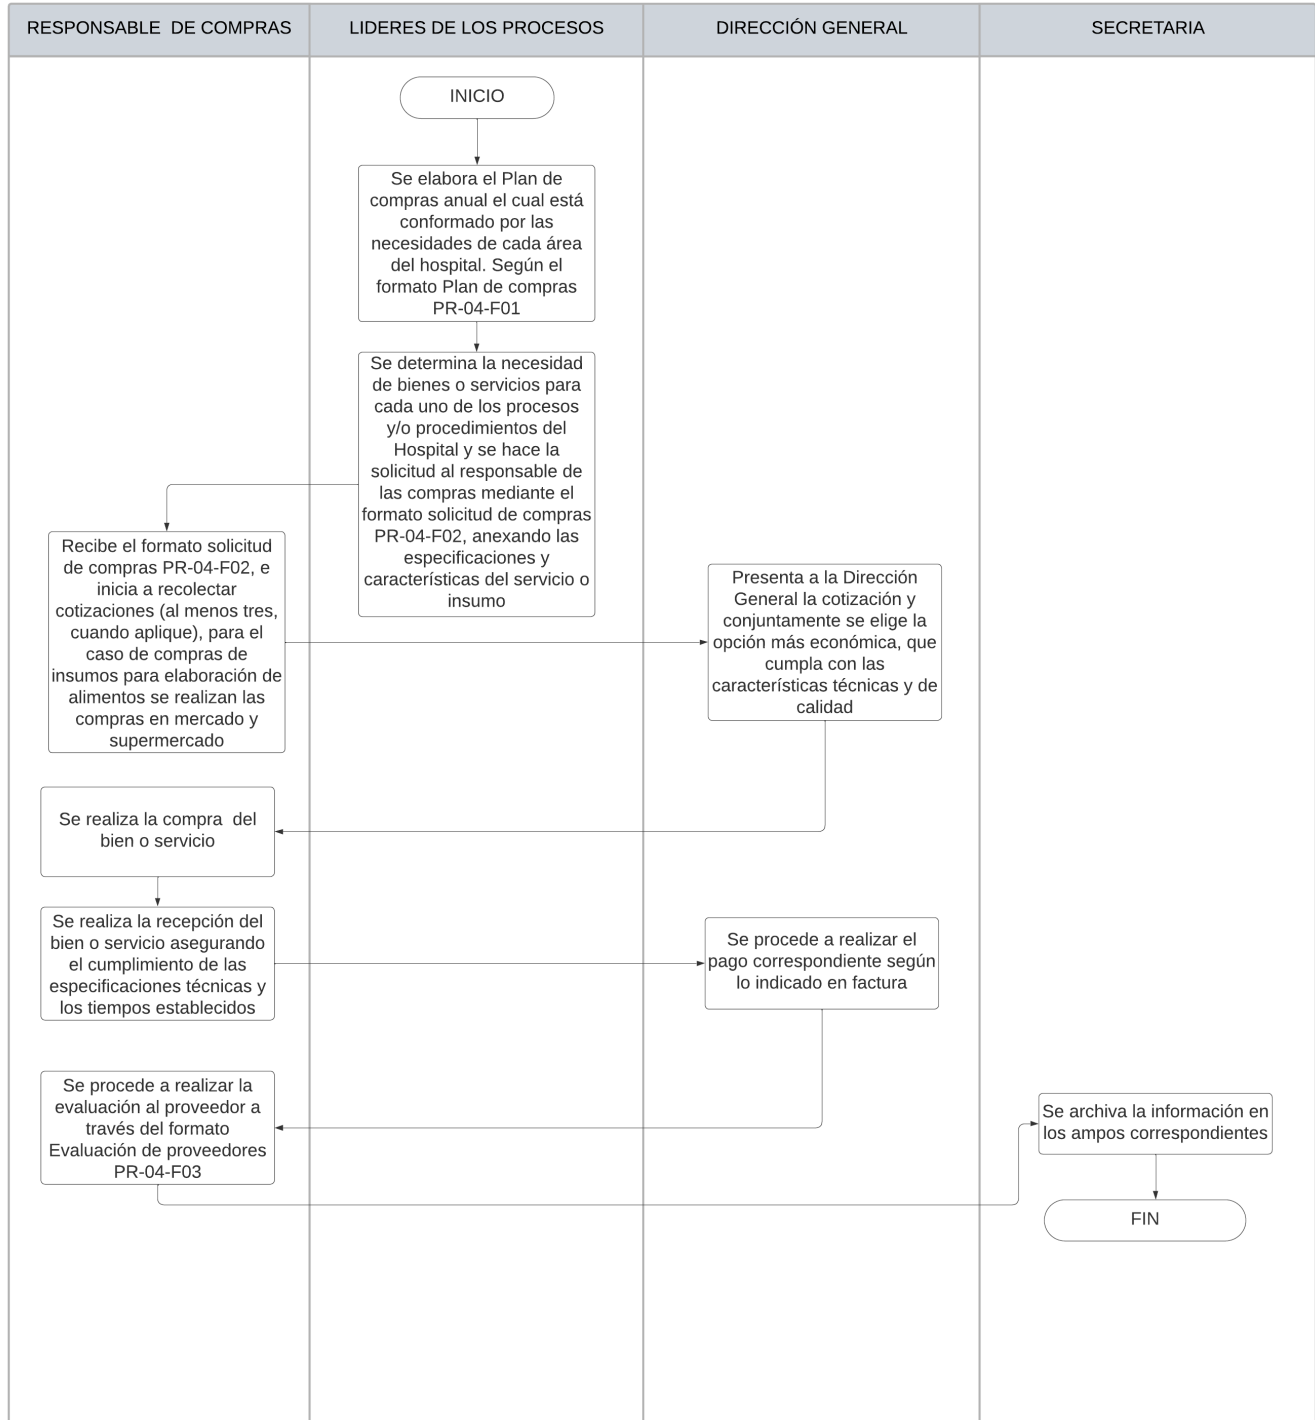 RESPONSABLE  DE COMPRAS
LIDERES DE LOS PROCESOS
DIRECCIÓN GENERAL
SECRETARIA
INICIO
Se elabora el Plan de
compras anual el cual está
conformado por las
necesidades de cada área
del hospital. Según el
formato Plan de compras
PR-04-F01
Se determina la necesidad
de bienes o servicios para
cada uno de los procesos
y/o procedimientos del
Hospital y se hace la
solicitud al responsable de
las compras mediante el
formato solicitud de compras
PR-04-F02, anexando las
especificaciones y
características del servicio o
insumo
Recibe el formato solicitud
de compras PR-04-F02, e
inicia a recolectar
cotizaciones (al menos tres,
cuando aplique), para el
caso de compras de
insumos para elaboración de
alimentos se realizan las
compras en mercado y
supermercado
Presenta a la Dirección
General la cotización y
conjuntamente se elige la
opción más económica, que
cumpla con las
características técnicas y de
calidad
Se realiza la compra  del
bien o servicio
Se realiza la recepción del
bien o servicio asegurando
el cumplimiento de las
especificaciones técnicas y
los tiempos establecidos
Se procede a realizar el
pago correspondiente según
lo indicado en factura
Se procede a realizar la
evaluación al proveedor a
través del formato
Evaluación de proveedores
PR-04-F03
Se archiva la información en
los ampos correspondientes
FIN